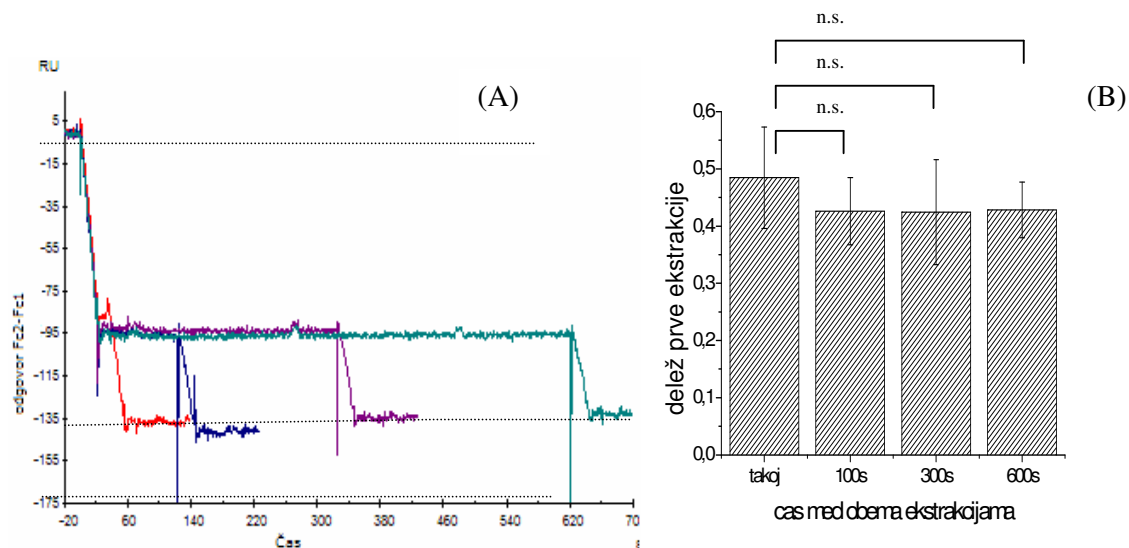 RU
(A)
5
-15
-35
-55
-75
-95
-115
-135
-155
-175
odgovor Fc2-Fc1
-20 60 140 220 300 380 460 540 620 70
Čas
n.s.
n.s.
n.s.
(B)
0,6
0,5
0,4
0,3
0,2
0,1
0,0
delež prve ekstrakcije
takoj 100s 300s 600s
cas med obema ekstrakcijama